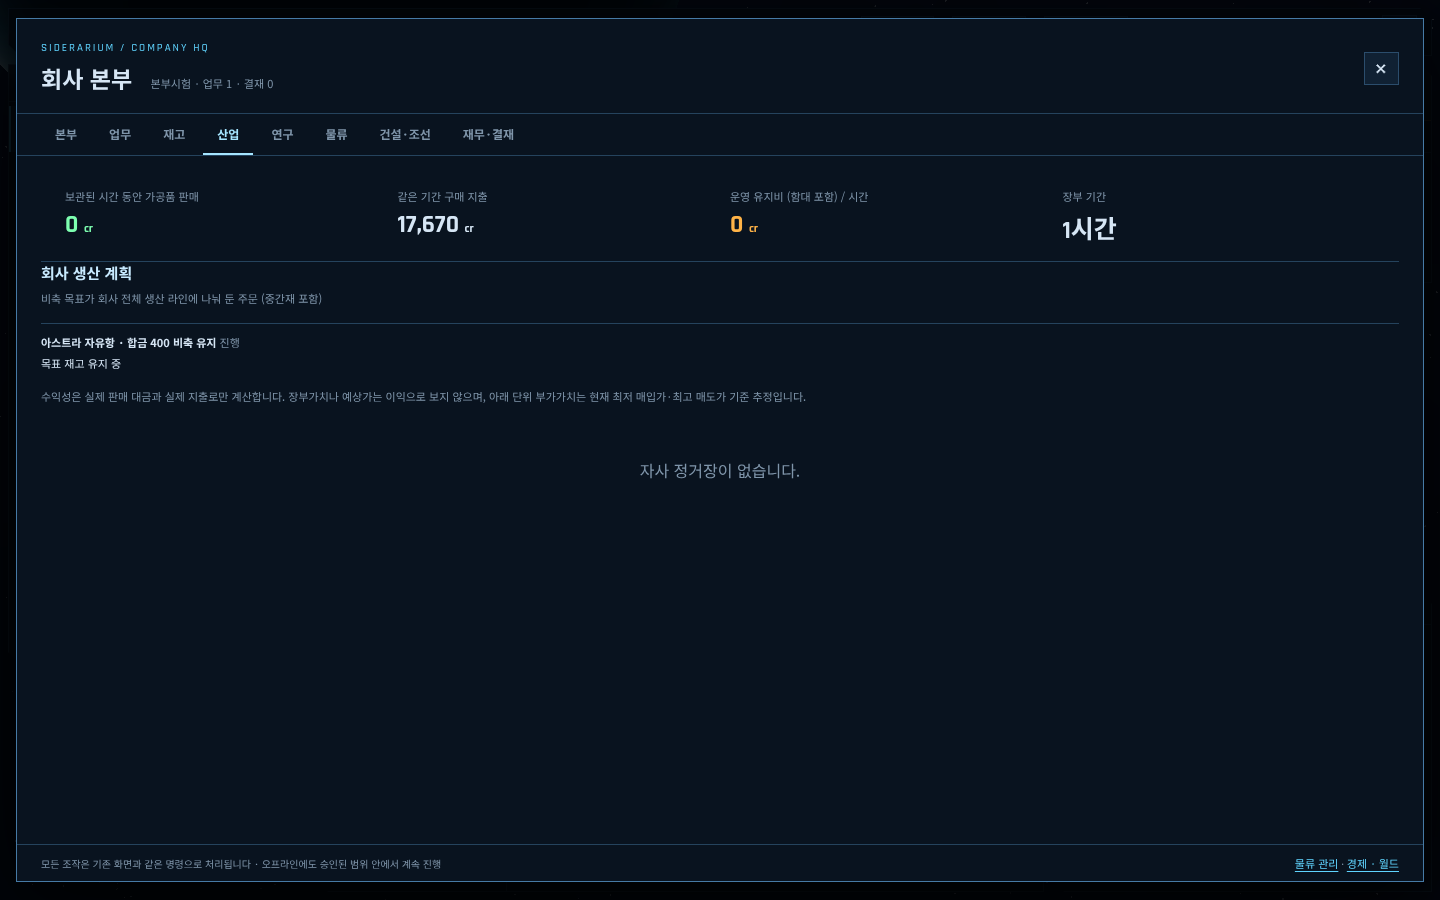 SIDERARIUM / COMPANY HQ
회사 본부 본부시험 · 업무 1 · 결재 0
×
본부 업무 재고 산업 연구 물류 건설·조선 재무·결재
보관된 시간 동안 가공품 판매 같은 기간 구매 지출 운영 유지비 (함대 포함) / 시간 장부 기간
0 cr 17,670 cr 0 cr 1시간
회사 생산 계획
비축 목표가 회사 전체 생산 라인에 나눠 둔 주문 (중간재 포함)
아스트라 자유항 · 합금 400 비축 유지 진행
목표 재고 유지 중
수익성은 실제 판매 대금과 실제 지출로만 계산합니다. 장부가치나 예상가는 이익으로 보지 않으며, 아래 단위 부가가치는 현재 최저 매입가·최고 매도가 기준 추정입니다.
자사 정거장이 없습니다.
모든 조작은 기존 화면과 같은 명령으로 처리됩니다 · 오프라인에도 승인된 범위 안에서 계속 진행 물류 관리 · 경제 · 월드